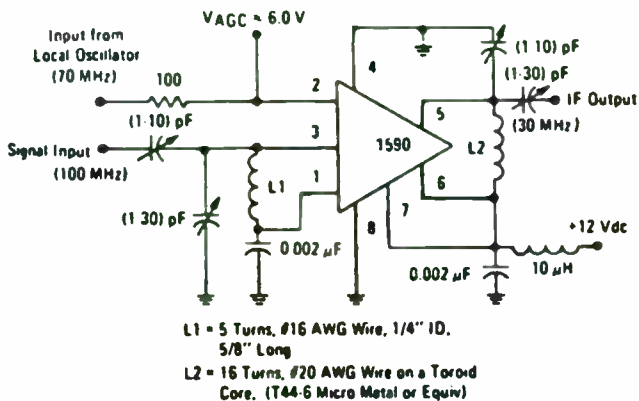 VAGC = 6.0 V
Input from
Local Oscillator
(70 MHz)
100
2
4
(1-10) pF
(1-30) pF
IF Output
(30 MHz)
5
(1-10) pF
Signal Input
(100 MHz)
3
1590
L2
1
L1
6
7
8
(1 30) pF
0.002 µF
+12 Vdc
0.002 µF
10 µH
L1 = 5 Turns, #16 AWG Wire, 1/4" ID,
5/8" Long
L2 = 16 Turns, #20 AWG Wire on a Toroid
Core, (T44-6 Micro Metal or Equiv)